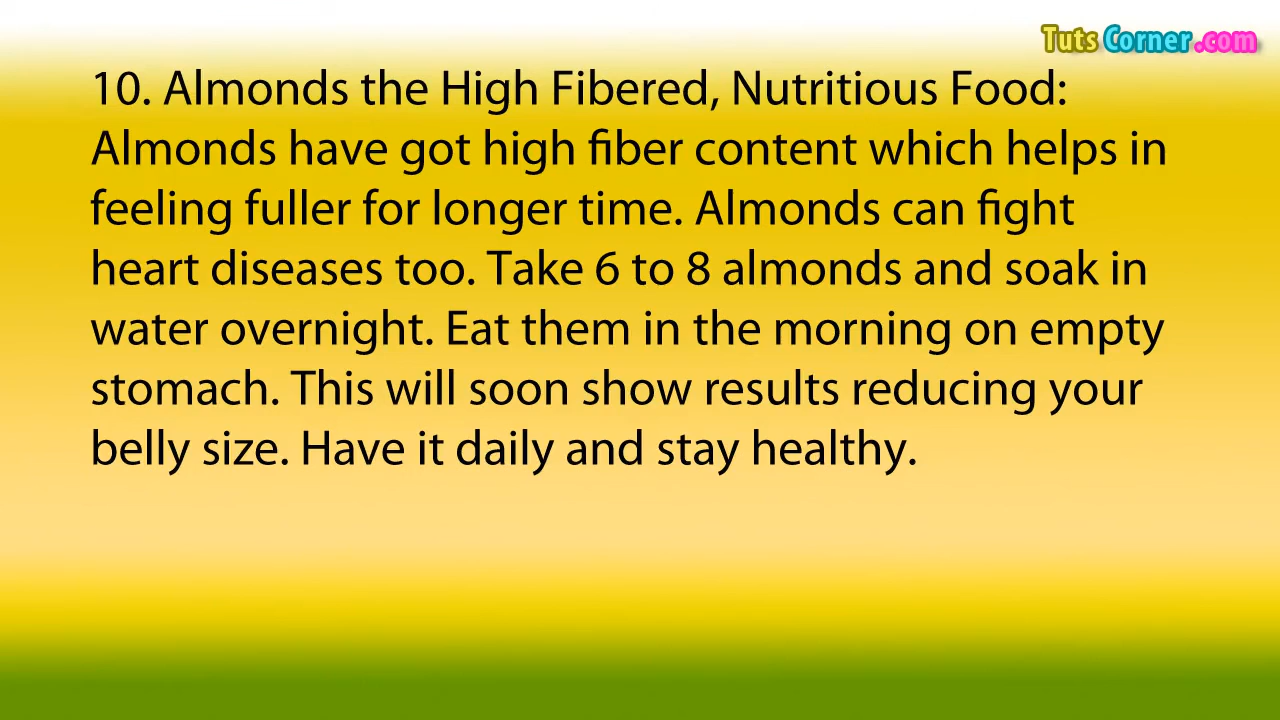 Tuts Corner .com
10. Almonds the High Fibered, Nutritious Food:
Almonds have got high fiber content which helps in
feeling fuller for longer time. Almonds can fight
heart diseases too. Take 6 to 8 almonds and soak in
water overnight. Eat them in the morning on empty
stomach. This will soon show results reducing your
belly size. Have it daily and stay healthy.